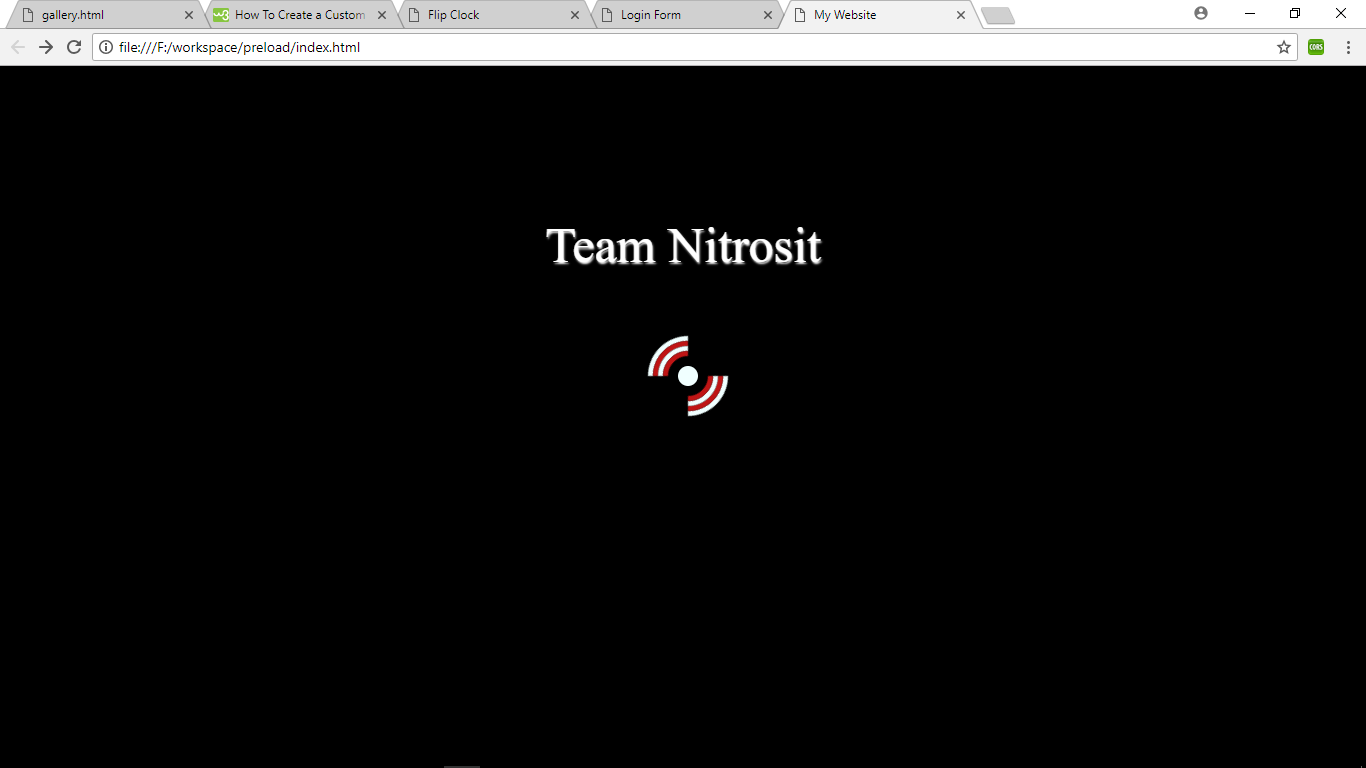 gallery.html
How To Create a Custom
Flip Clock
Login Form
My Website
file:///F:/workspace/preload/index.html
CORS
Team Nitrosit